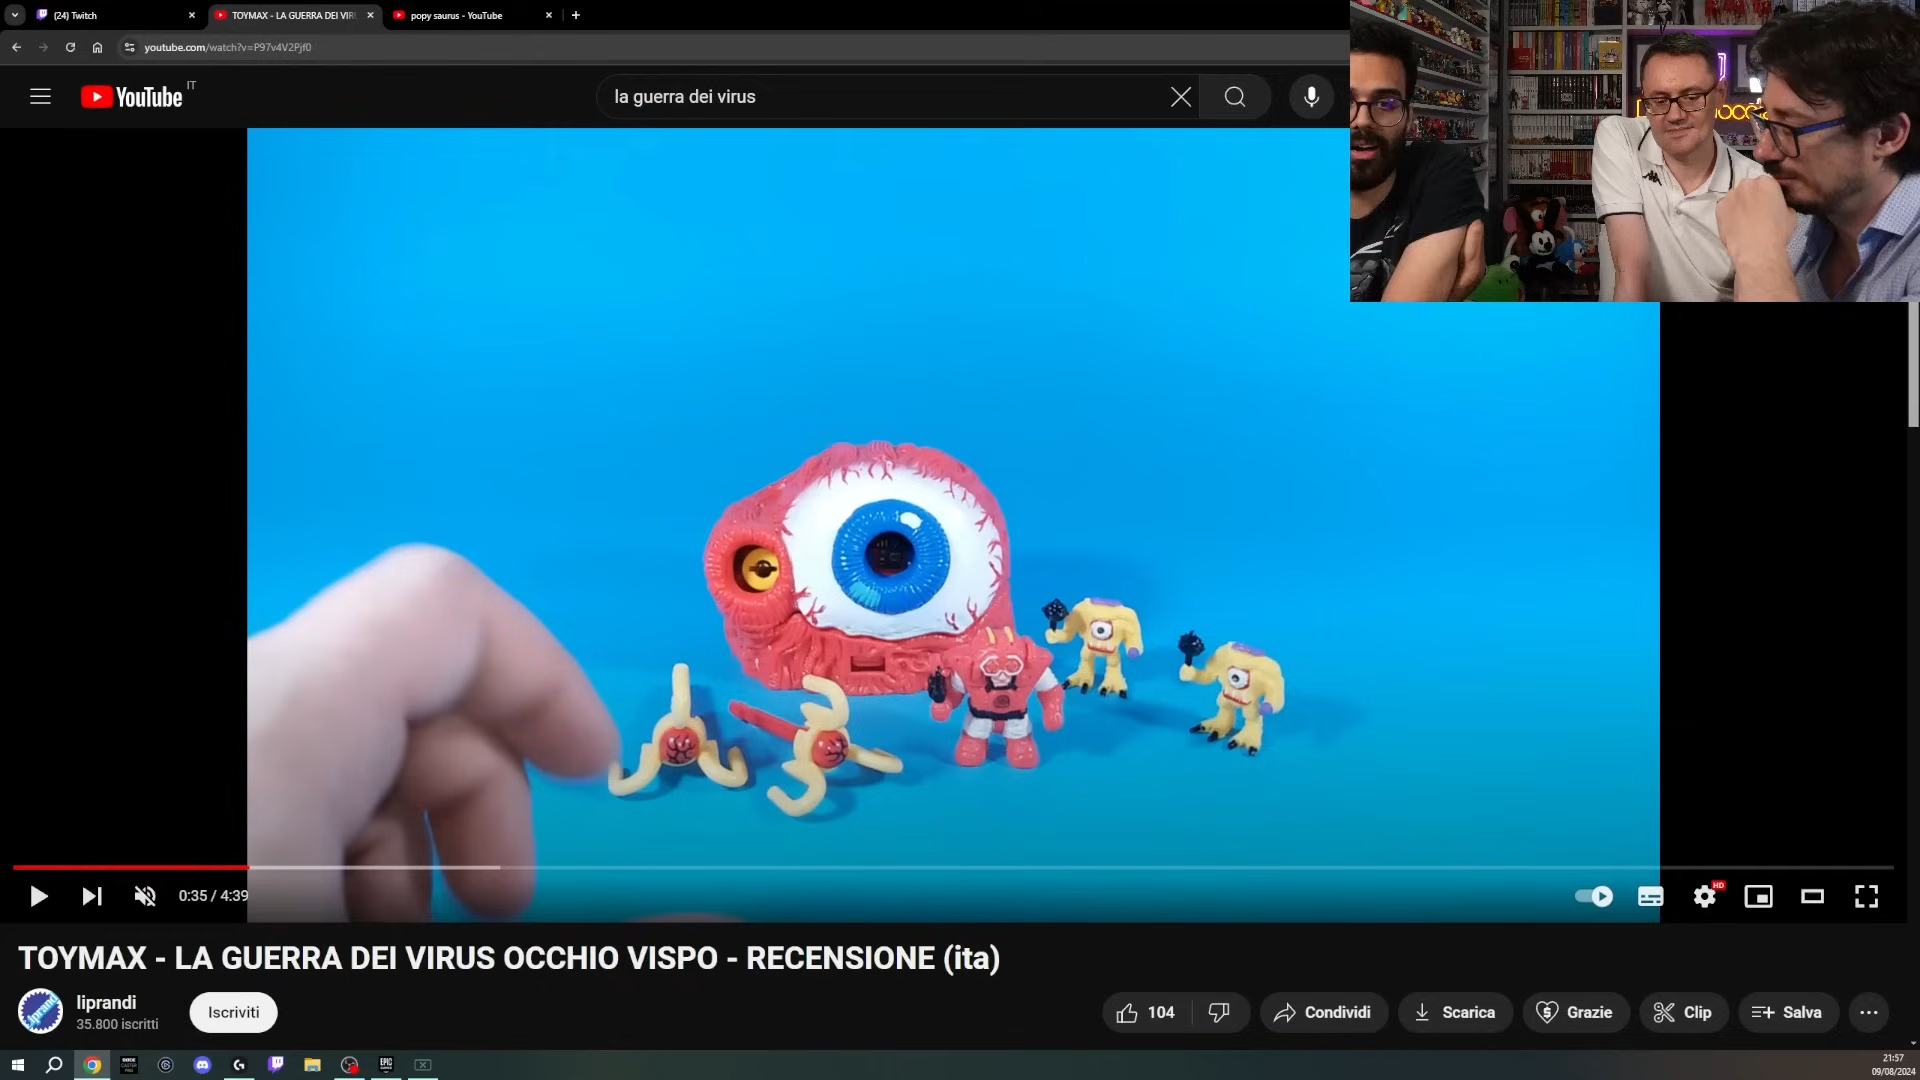 (24) Twitch
TOYMAX - LA GUERRA DEI VIR
popy saurus - YouTube
youtube.com/watch?v=P97v4V2Pjf0
YouTube IT
la guerra dei virus
0:35 / 4:39
HD
TOYMAX - LA GUERRA DEI VIRUS OCCHIO VISPO - RECENSIONE (ita)
liprandi
35.800 iscritti
Iscriviti
104
Condividi
Scarica
Grazie
Clip
Salva
EPIC
21:57
09/08/2024